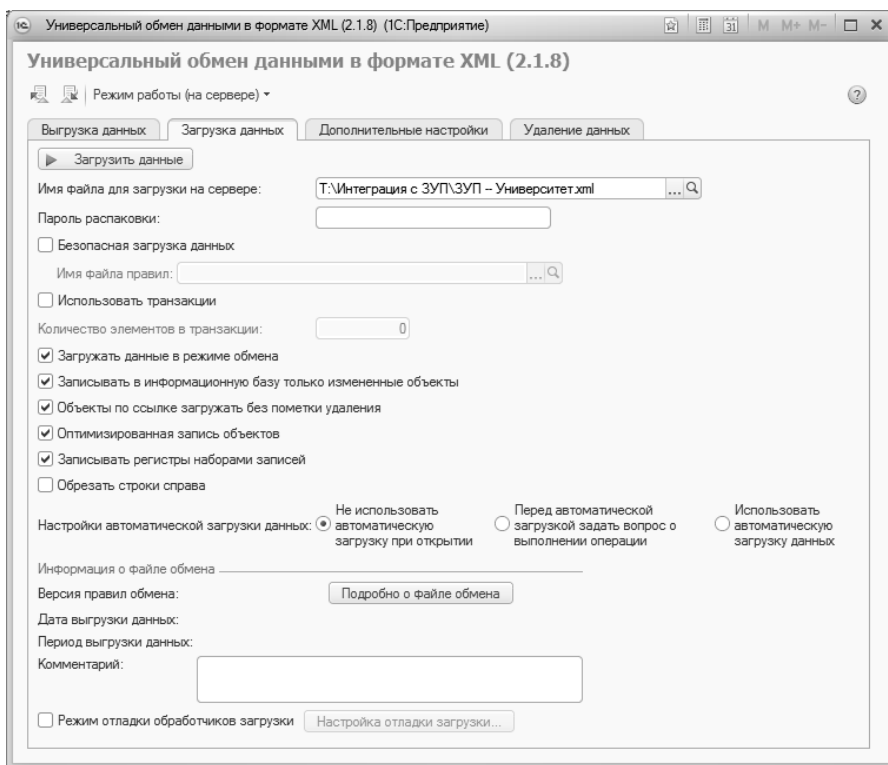 1С Универсальный обмен данными в формате XML (2.1.8) (1С:Предприятие) 31 M M+ M-
Универсальный обмен данными в формате XML (2.1.8)
Режим работы (на сервере) ?
Выгрузка данных Загрузка данных Дополнительные настройки Удаление данных
Загрузить данные
Имя файла для загрузки на сервере: T:\Интеграция с ЗУП\ЗУП – Университет.xml ...
Пароль распаковки:
Безопасная загрузка данных
Имя файла правил: ...
Использовать транзакции
Количество элементов в транзакции: 0
Загружать данные в режиме обмена
Записывать в информационную базу только измененные объекты
Объекты по ссылке загружать без пометки удаления
Оптимизированная запись объектов
Записывать регистры наборами записей
Обрезать строки справа
Настройки автоматической загрузки данных:
Не использовать
автоматическую
загрузку при открытии
Перед автоматической
загрузкой задать вопрос о
выполнении операции
Использовать
автоматическую
загрузку данных
Информация о файле обмена
Версия правил обмена: Подробно о файле обмена
Дата выгрузки данных:
Период выгрузки данных:
Комментарий:
Режим отладки обработчиков загрузки Настройка отладки загрузки...